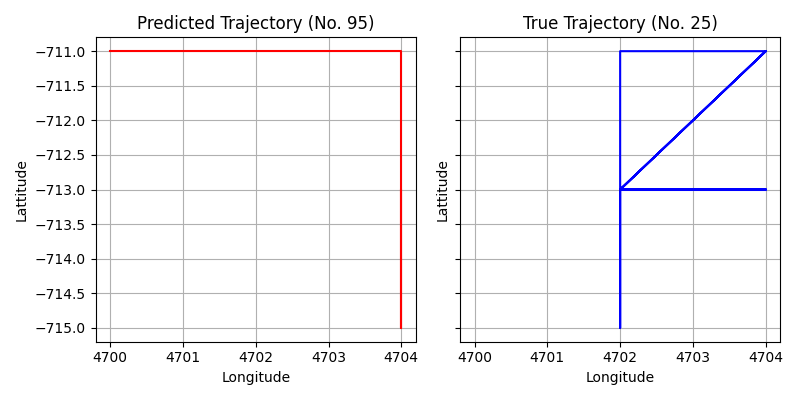 Predicted Trajectory (No. 95)
True Trajectory (No. 25)
−711.0
−711.5
−712.0
−712.5
−713.0
−713.5
−714.0
−714.5
−715.0
Lattitude
Lattitude
4700 4701 4702 4703 4704
4700 4701 4702 4703 4704
Longitude
Longitude